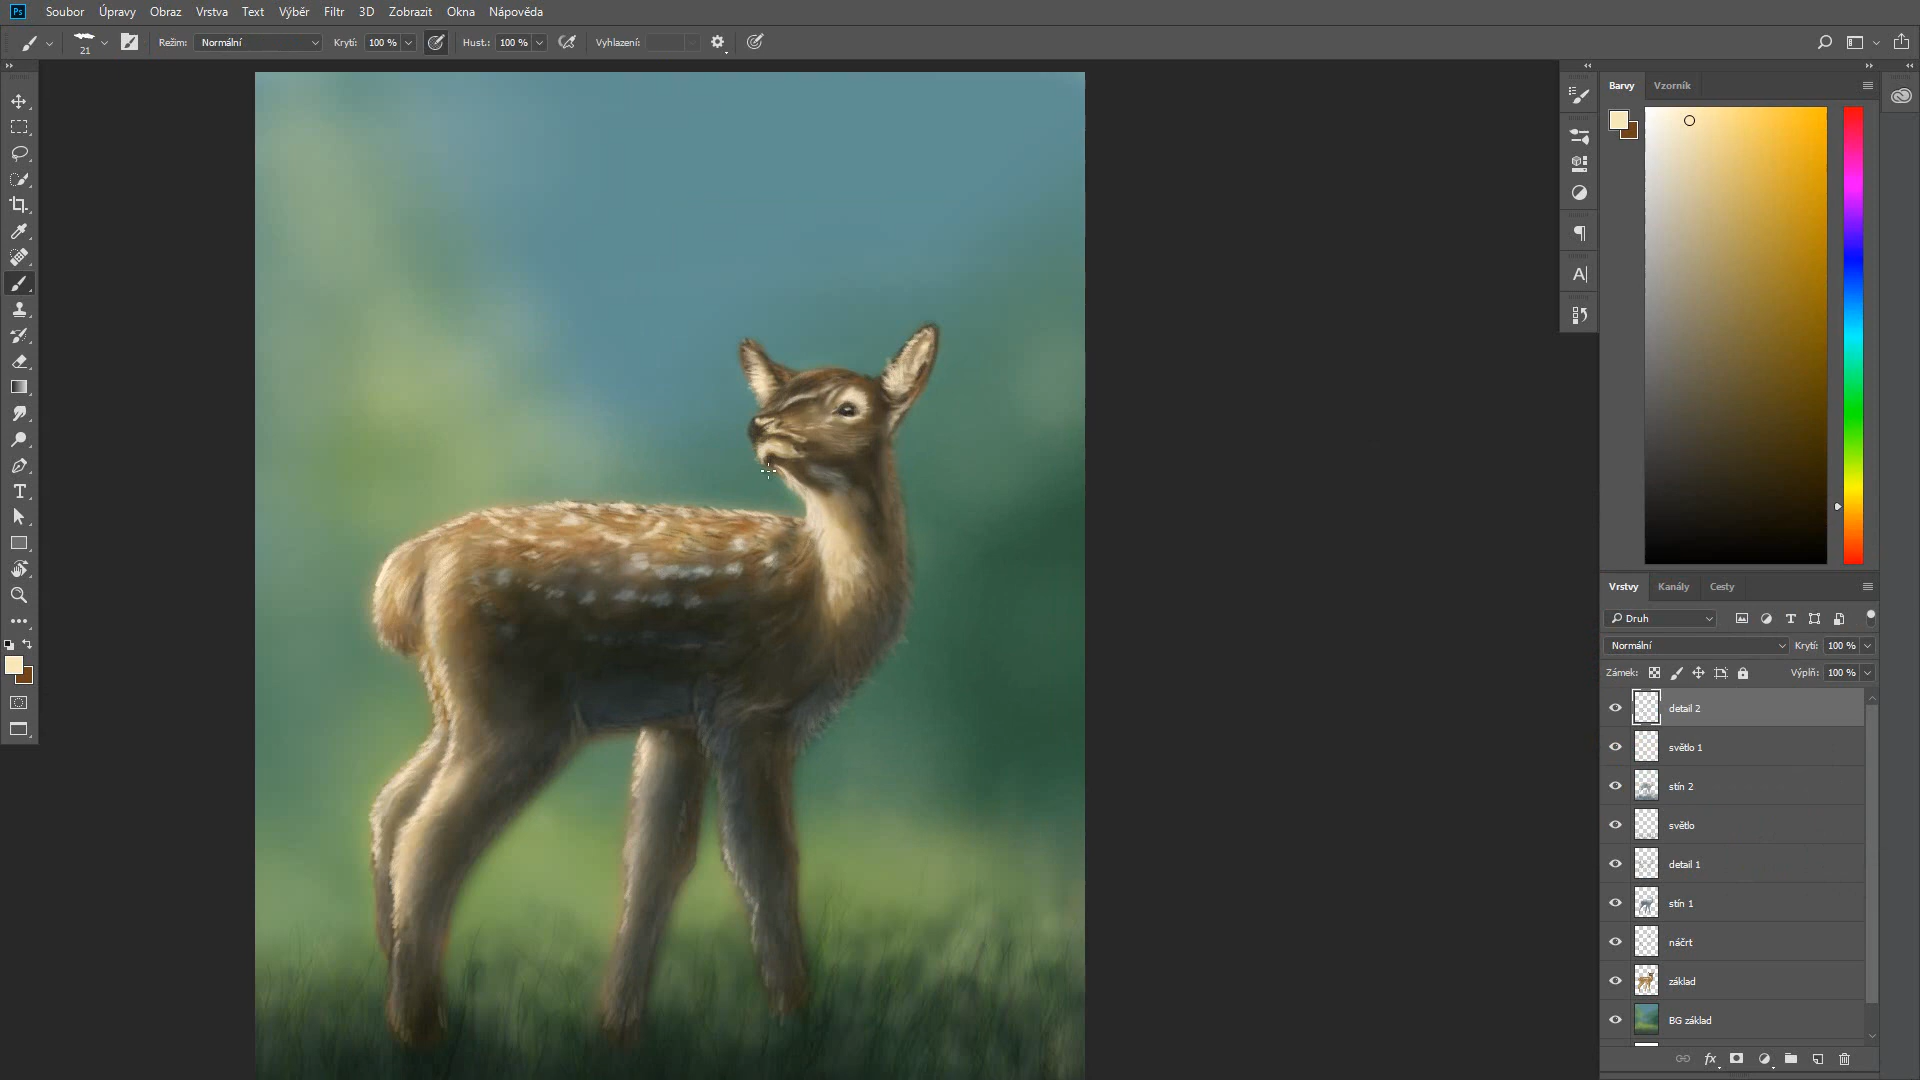 Ps Soubor Úpravy Obraz Vrstva Text Výběr Filtr 3D Zobrazit Okna Nápověda
21 Režim: Normální Krytí: 100 % Hust.: 100 % Vyhlazení:
Barvy Vzorník
Vrstvy Kanály Cesty
Druh
Normální Krytí: 100 %
Zámek: Výplň: 100 %
detail 2
světlo 1
stín 2
světlo
detail 1
stín 1
náčrt
základ
BG základ
fx